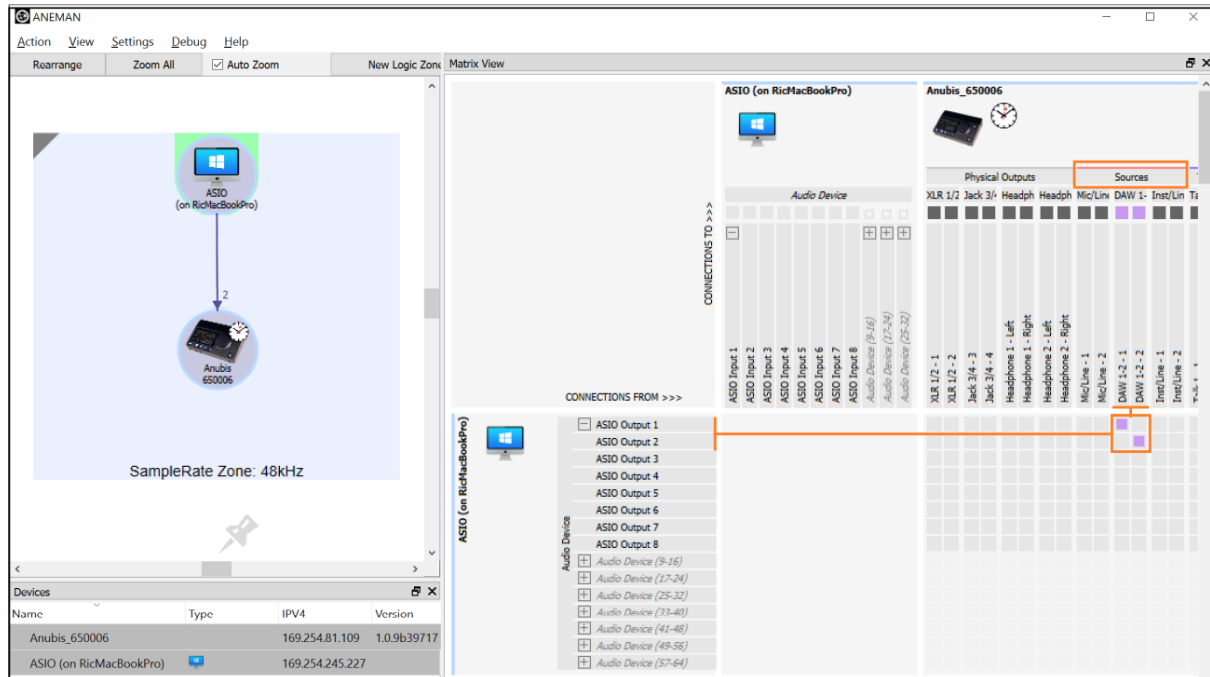 ANEMAN
Action View Settings Debug Help
Rearrange Zoom All Auto Zoom New Logic Zone
ASIO
(on RicMacBookPro)
2
Anubis
650006
SampleRate Zone: 48kHz
Devices
Name Type IPV4 Version
Anubis_650006 169.254.81.109 1.0.9b39717
ASIO (on RicMacBookPro) 169.254.245.227
Matrix View
ASIO (on RicMacBookPro) Anubis_650006
Physical Outputs Sources
Audio Device XLR 1/2 Jack 3/4 Headph Headph Mic/Line DAW 1- Inst/Lin Ta
CONNECTIONS TO >>>
CONNECTIONS FROM >>>
ASIO Input 1
ASIO Input 2
ASIO Input 3
ASIO Input 4
ASIO Input 5
ASIO Input 6
ASIO Input 7
ASIO Input 8
Audio Device (9-16)
Audio Device (17-24)
Audio Device (25-32)
XLR 1/2 - 1
XLR 1/2 - 2
Jack 3/4 - 3
Jack 3/4 - 4
Headphone 1 - Left
Headphone 1 - Right
Headphone 2 - Left
Headphone 2 - Right
Mic/Line - 1
Mic/Line - 2
DAW 1-2 - 1
DAW 1-2 - 2
Inst/Line - 1
Inst/Line - 2
ASIO (on RicMacBookPro)
Audio Device
ASIO Output 1
ASIO Output 2
ASIO Output 3
ASIO Output 4
ASIO Output 5
ASIO Output 6
ASIO Output 7
ASIO Output 8
Audio Device (9-16)
Audio Device (17-24)
Audio Device (25-32)
Audio Device (33-40)
Audio Device (41-48)
Audio Device (49-56)
Audio Device (57-64)